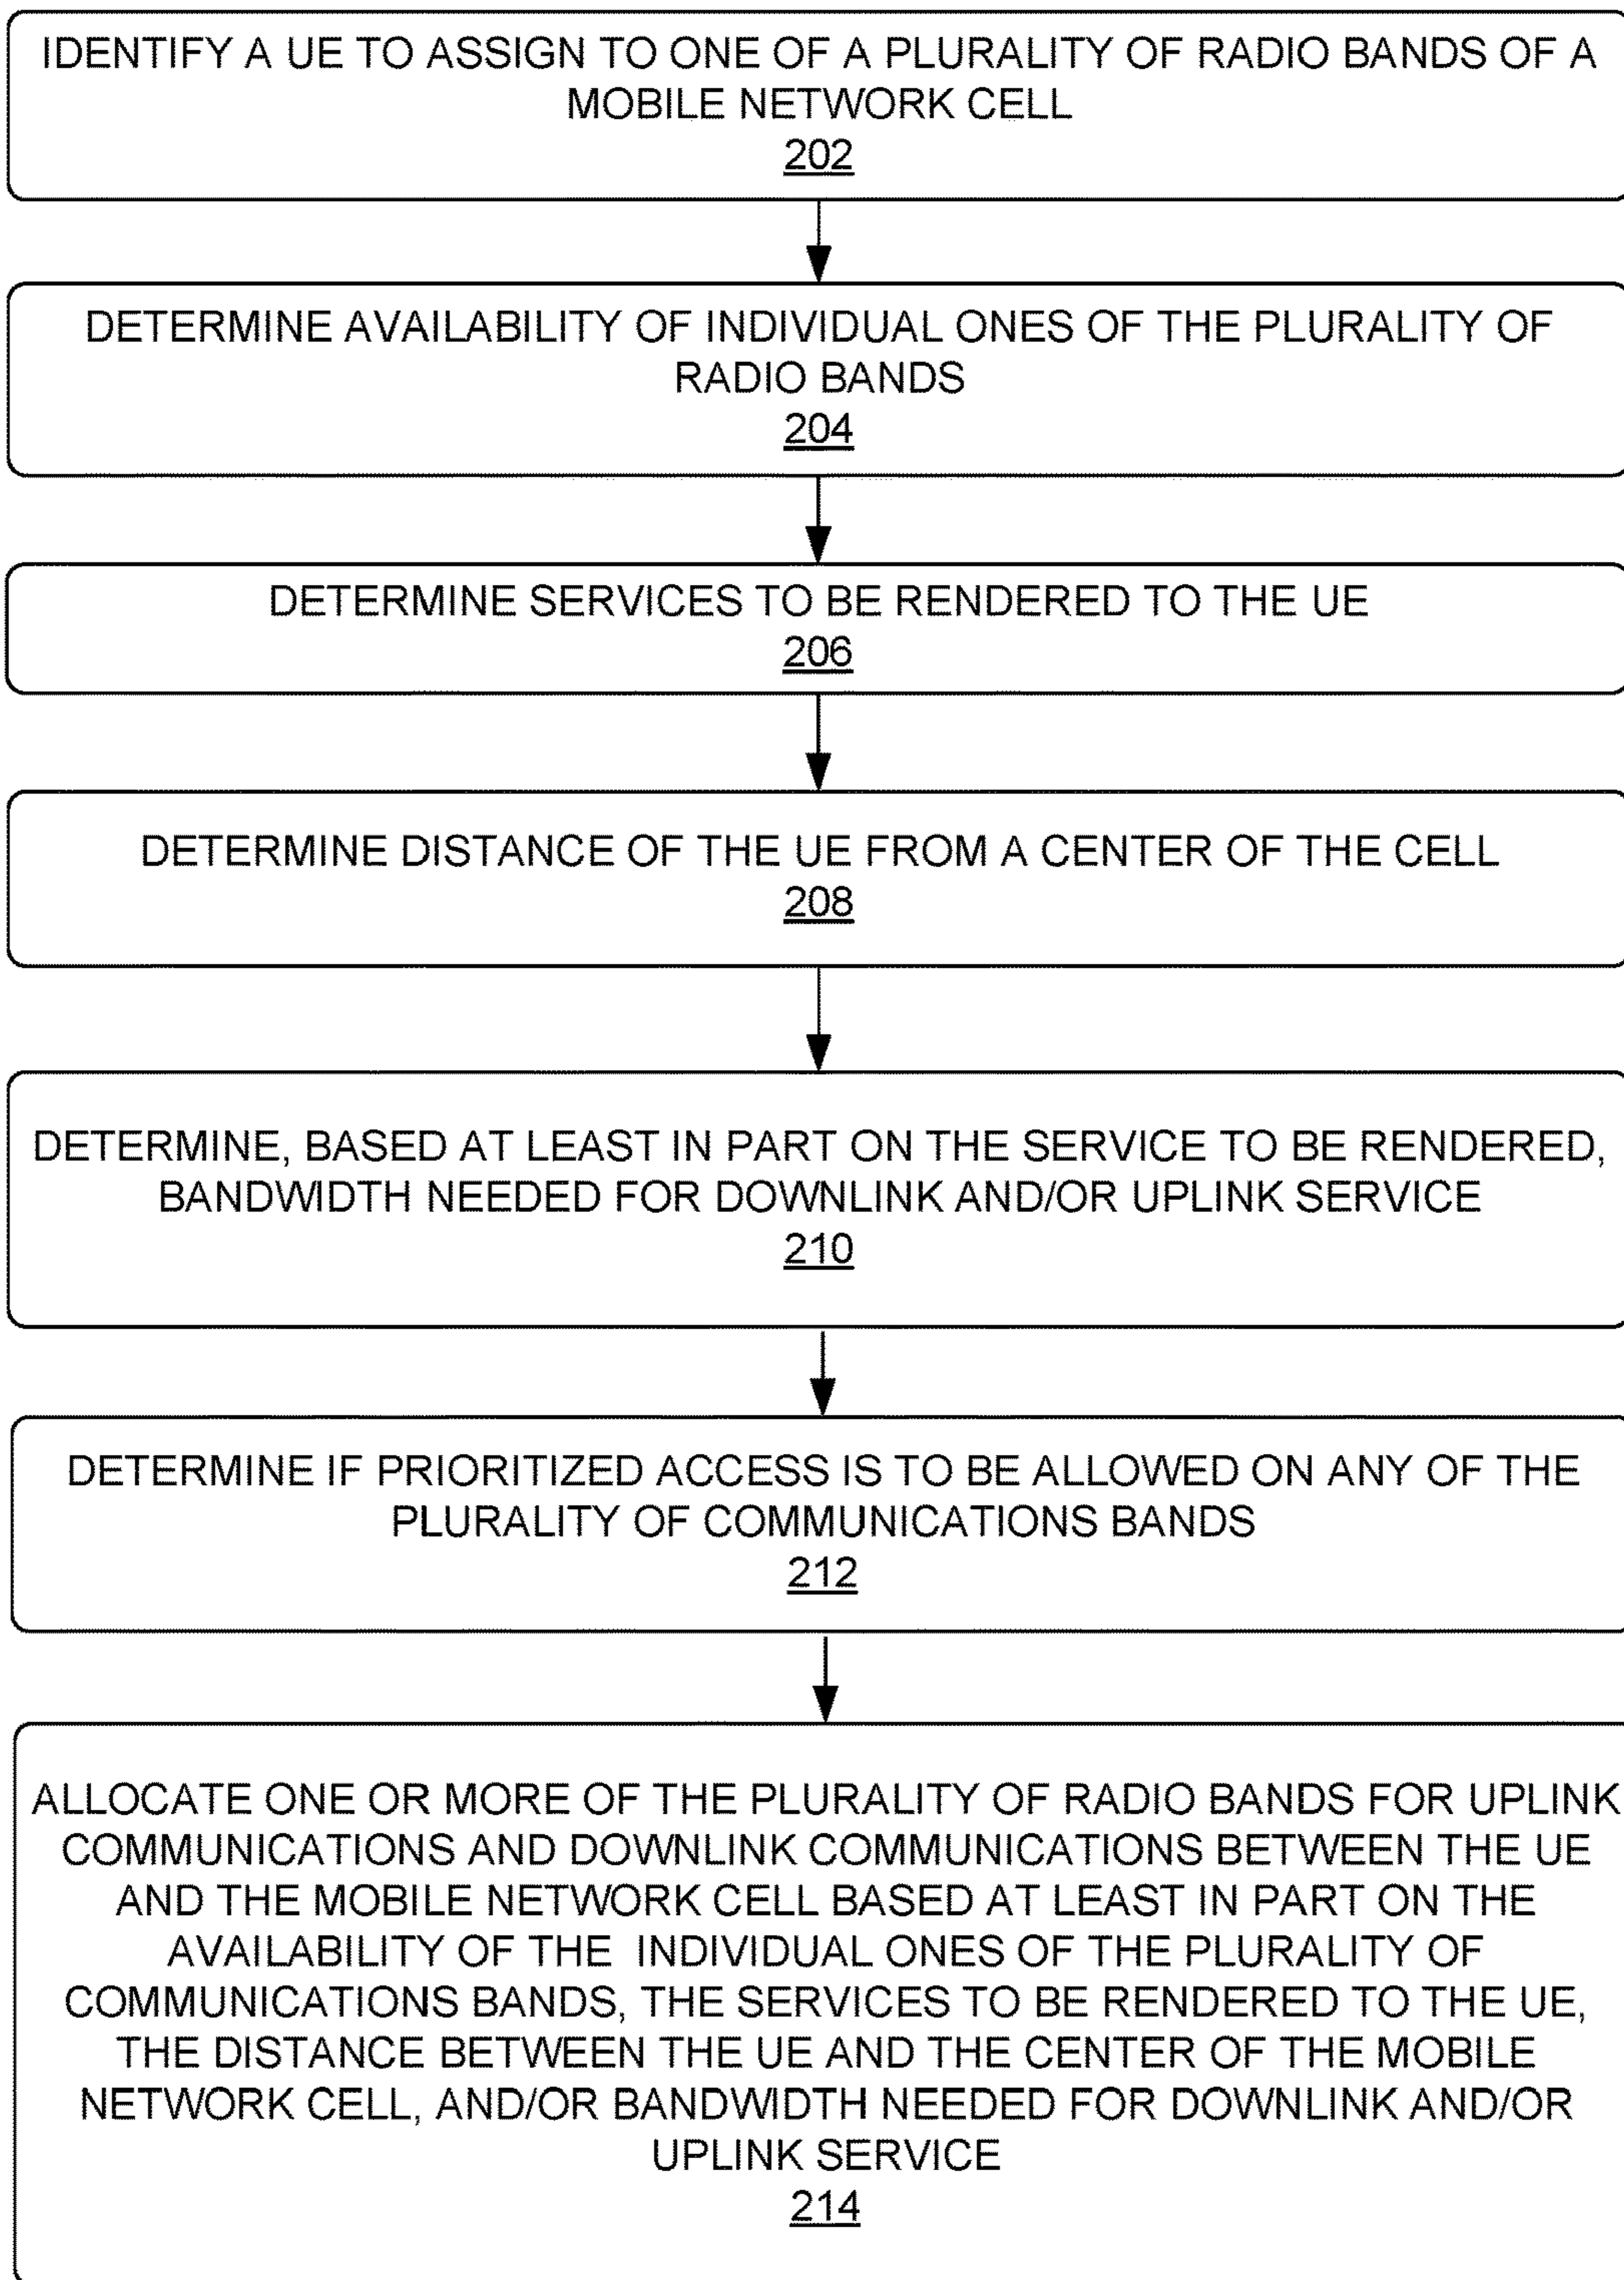 IDENTIFY A UE TO ASSIGN TO ONE OF A PLURALITY OF RADIO BANDS OF A
MOBILE NETWORK CELL
202
DETERMINE AVAILABILITY OF INDIVIDUAL ONES OF THE PLURALITY OF
RADIO BANDS
204
DETERMINE SERVICES TO BE RENDERED TO THE UE
206
DETERMINE DISTANCE OF THE UE FROM A CENTER OF THE CELL
208
DETERMINE, BASED AT LEAST IN PART ON THE SERVICE TO BE RENDERED,
BANDWIDTH NEEDED FOR DOWNLINK AND/OR UPLINK SERVICE
210
DETERMINE IF PRIORITIZED ACCESS IS TO BE ALLOWED ON ANY OF THE
PLURALITY OF COMMUNICATIONS BANDS
212
ALLOCATE ONE OR MORE OF THE PLURALITY OF RADIO BANDS FOR UPLINK
COMMUNICATIONS AND DOWNLINK COMMUNICATIONS BETWEEN THE UE
AND THE MOBILE NETWORK CELL BASED AT LEAST IN PART ON THE
AVAILABILITY OF THE INDIVIDUAL ONES OF THE PLURALITY OF
COMMUNICATIONS BANDS, THE SERVICES TO BE RENDERED TO THE UE,
THE DISTANCE BETWEEN THE UE AND THE CENTER OF THE MOBILE
NETWORK CELL, AND/OR BANDWIDTH NEEDED FOR DOWNLINK AND/OR
UPLINK SERVICE
214